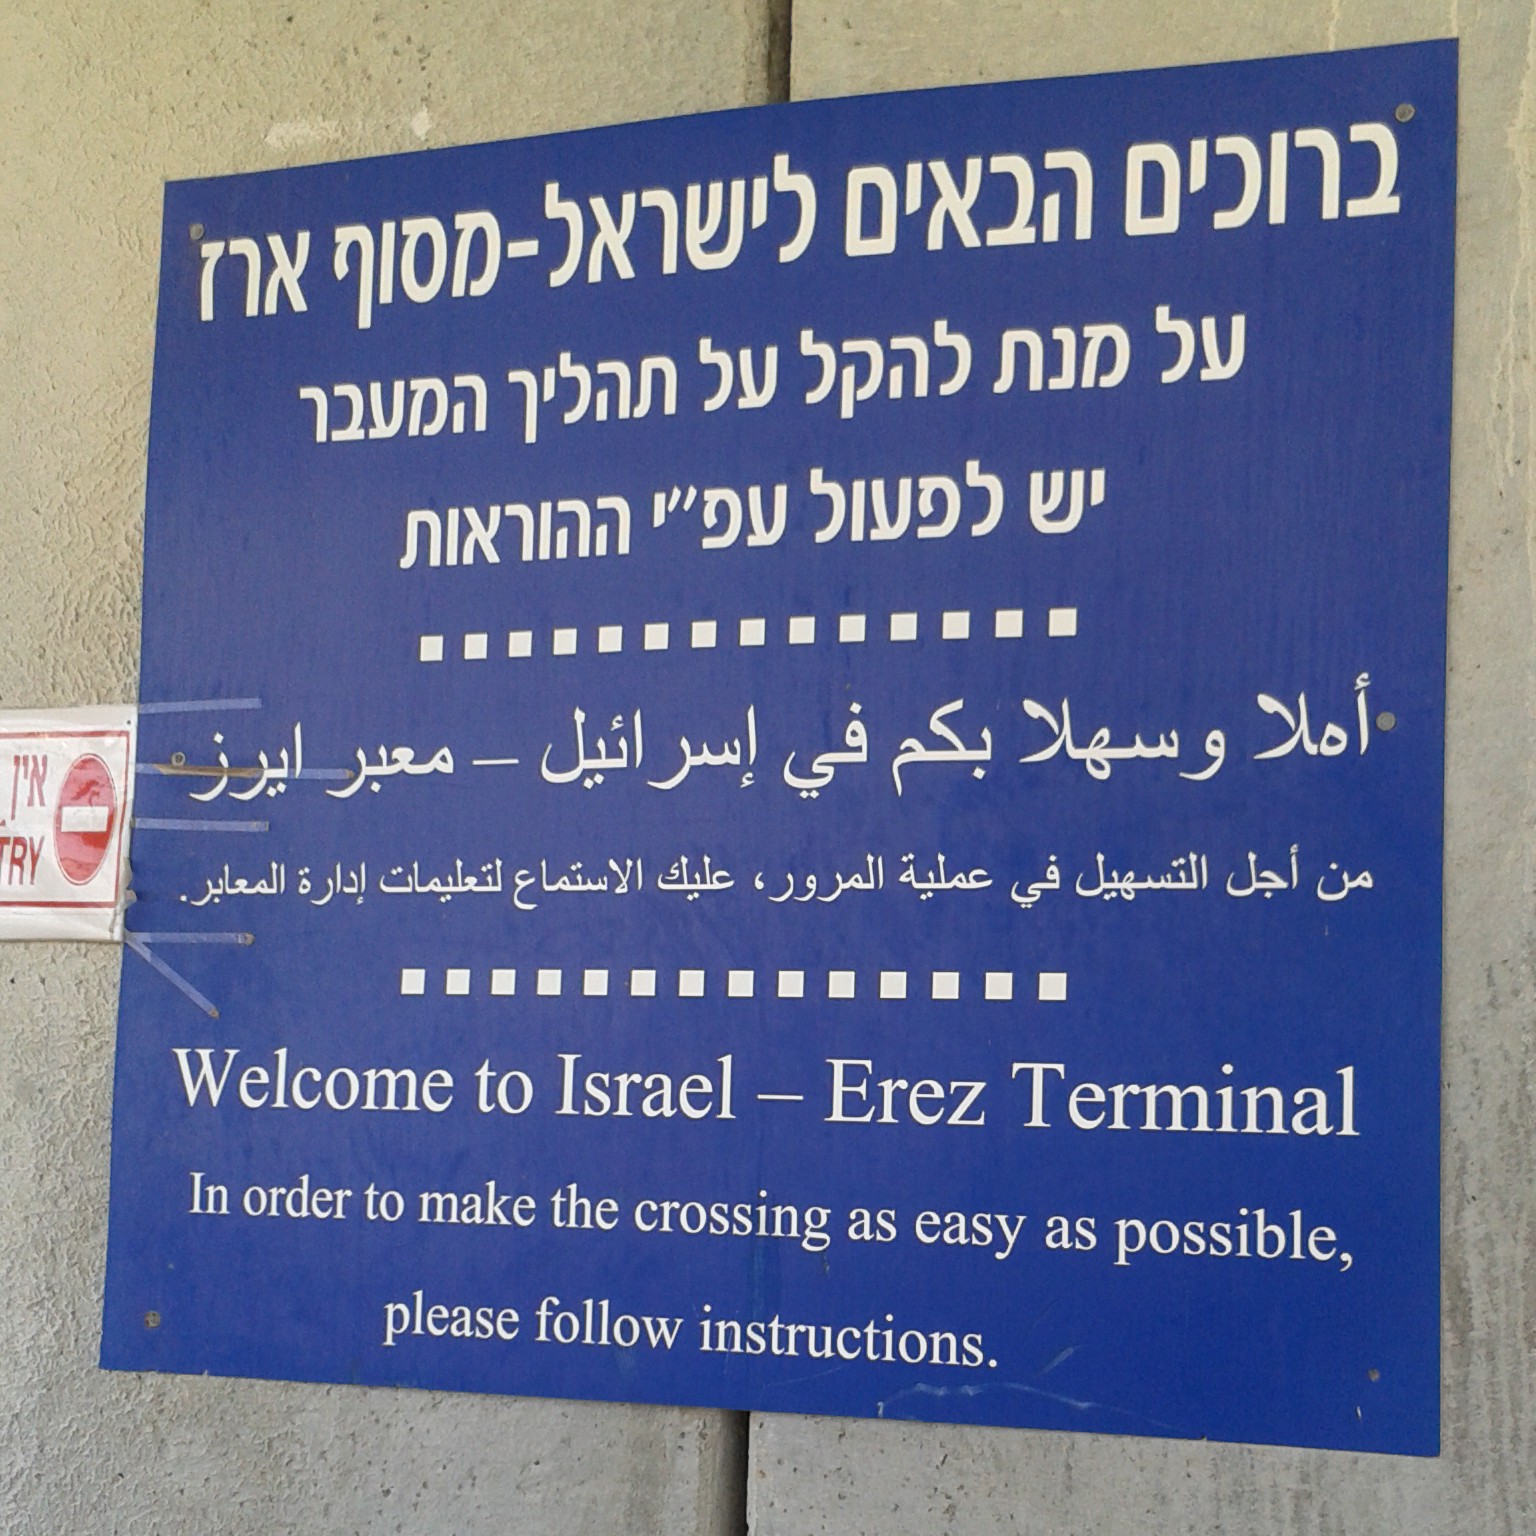 ברוכים הבאים לישראל-מסוף ארז
על מנת להקל על תהליך המעבר
יש לפעול עפ״י ההוראות
أهلا وسهلا بكم في إسرائيل – معبر ايرز
من أجل التسهيل في عملية المرور، عليك الاستماع لتعليمات إدارة المعابر.
Welcome to Israel – Erez Terminal
In order to make the crossing as easy as possible,
please follow instructions.
אין
TRY